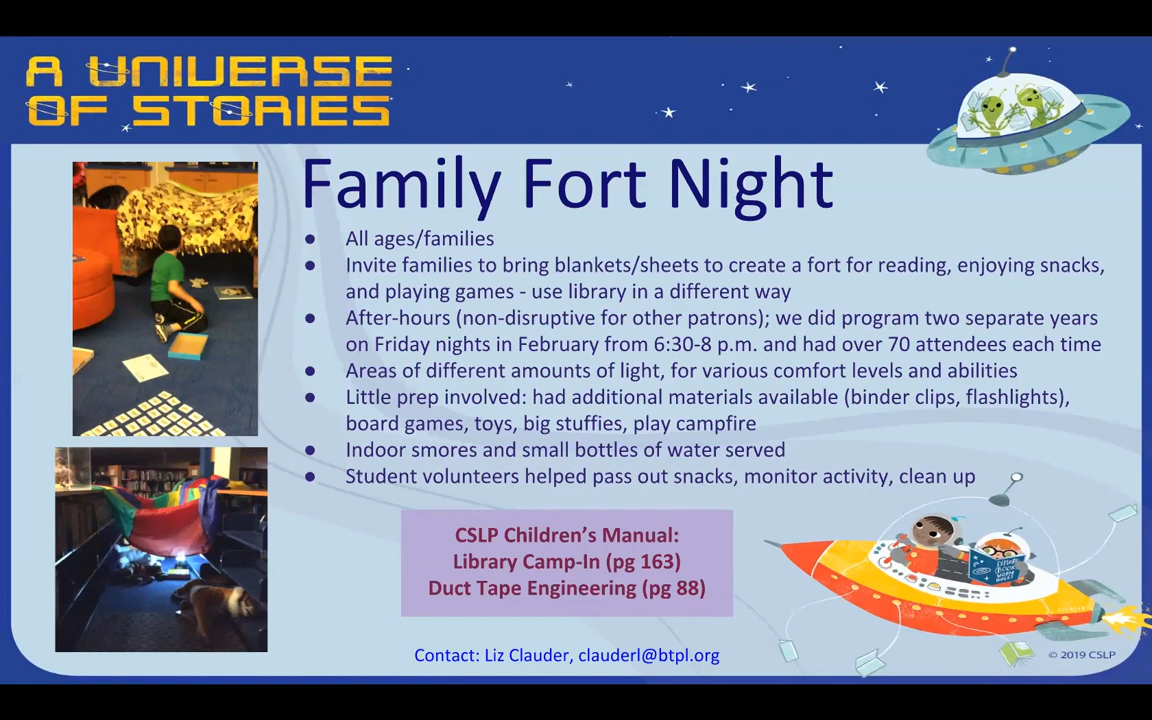 A UNIVERSE
OF STORIES
Family Fort Night
● All ages/families
● Invite families to bring blankets/sheets to create a fort for reading, enjoying snacks,
and playing games - use library in a different way
● After-hours (non-disruptive for other patrons); we did program two separate years
on Friday nights in February from 6:30-8 p.m. and had over 70 attendees each time
● Areas of different amounts of light, for various comfort levels and abilities
● Little prep involved: had additional materials available (binder clips, flashlights),
board games, toys, big stuffies, play campfire
● Indoor smores and small bottles of water served
● Student volunteers helped pass out snacks, monitor activity, clean up
CSLP Children's Manual:
Library Camp-In (pg 163)
Duct Tape Engineering (pg 88)
EXPLORE
BOOK
WORM
HOLES
Contact: Liz Clauder, clauderl@btpl.org
© 2019 CSLP